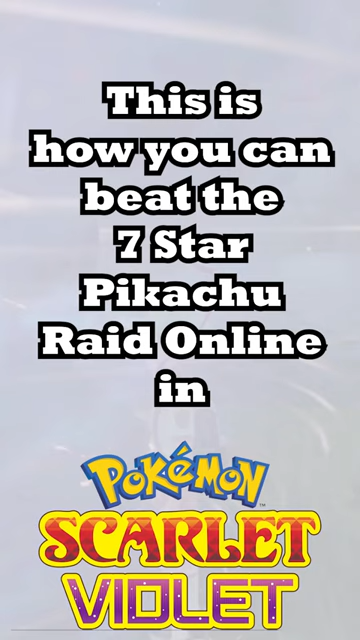 This is
how you can
beat the
7 Star
Pikachu
Raid Online
in
POKéMON
SCARLET
VIOLET